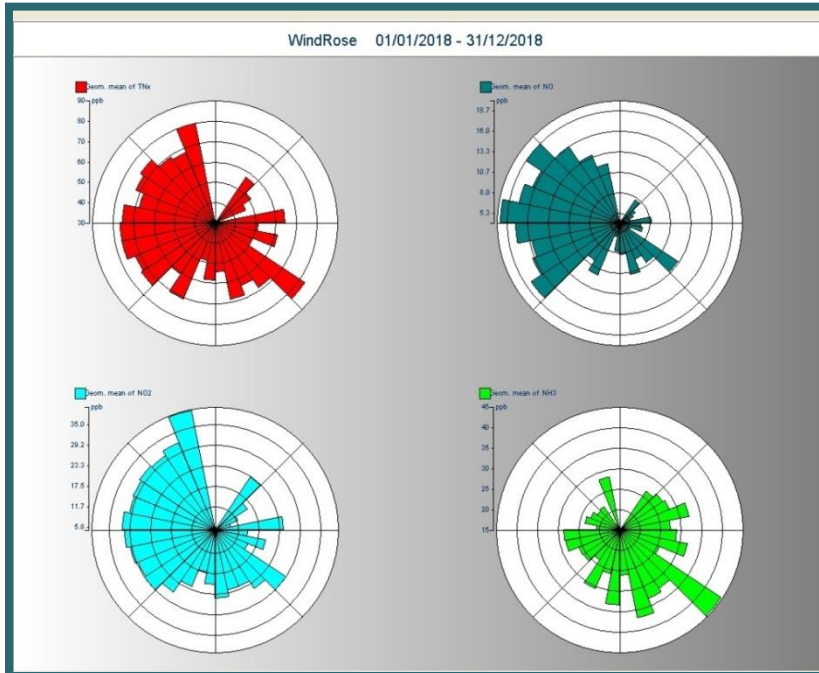 WindRose 01/01/2018 - 31/12/2018
Geom. mean of TNx
90
ppb
80
70
60
50
40
30
Geom. mean of NO
ppb
18.7
16.0
13.3
10.7
8.0
5.3
Geom. mean of NO2
ppb
35.0
29.2
23.3
17.5
11.7
5.8
Geom. mean of NH3
45
ppb
40
35
30
25
20
15